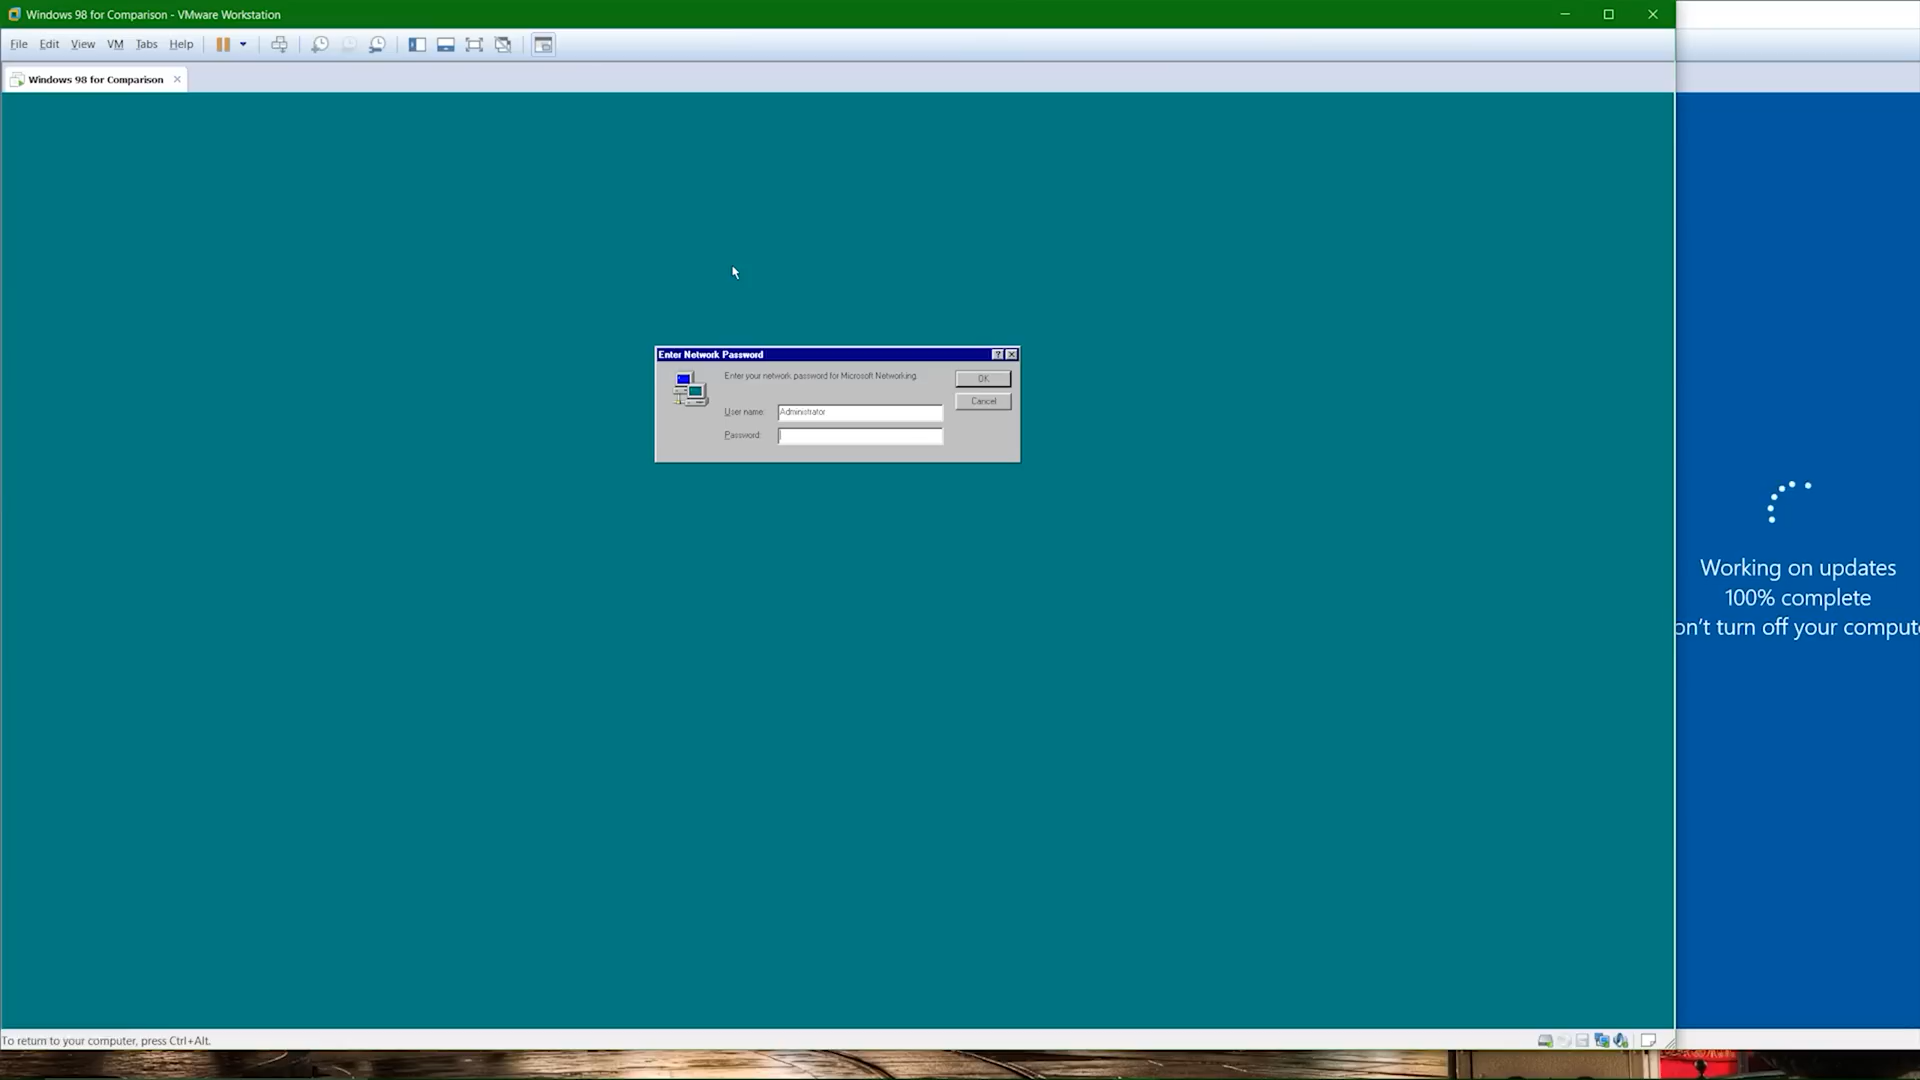 Windows 98 for Comparison - VMware Workstation
File Edit View VM Tabs Help
Windows 98 for Comparison
Enter Network Password
Enter your network password for Microsoft Networking.
OK
Cancel
User name: Administrator
Password:
Working on updates
100% complete
on't turn off your compute
To return to your computer, press Ctrl+Alt.